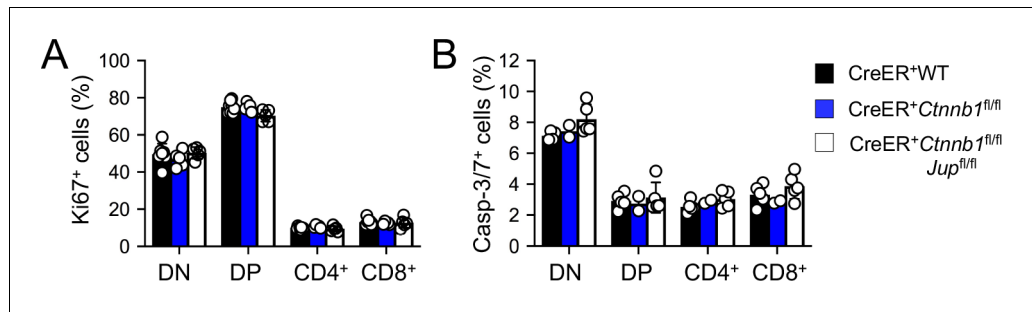 A
Ki67⁺ cells (%)
100
80
60
40
20
0
DN DP CD4⁺ CD8⁺
B
Casp-3/7⁺ cells (%)
12
10
8
6
4
2
0
DN DP CD4⁺ CD8⁺
CreER⁺WT
CreER⁺Ctnnb1fl/fl
CreER⁺Ctnnb1fl/fl
Jupfl/fl